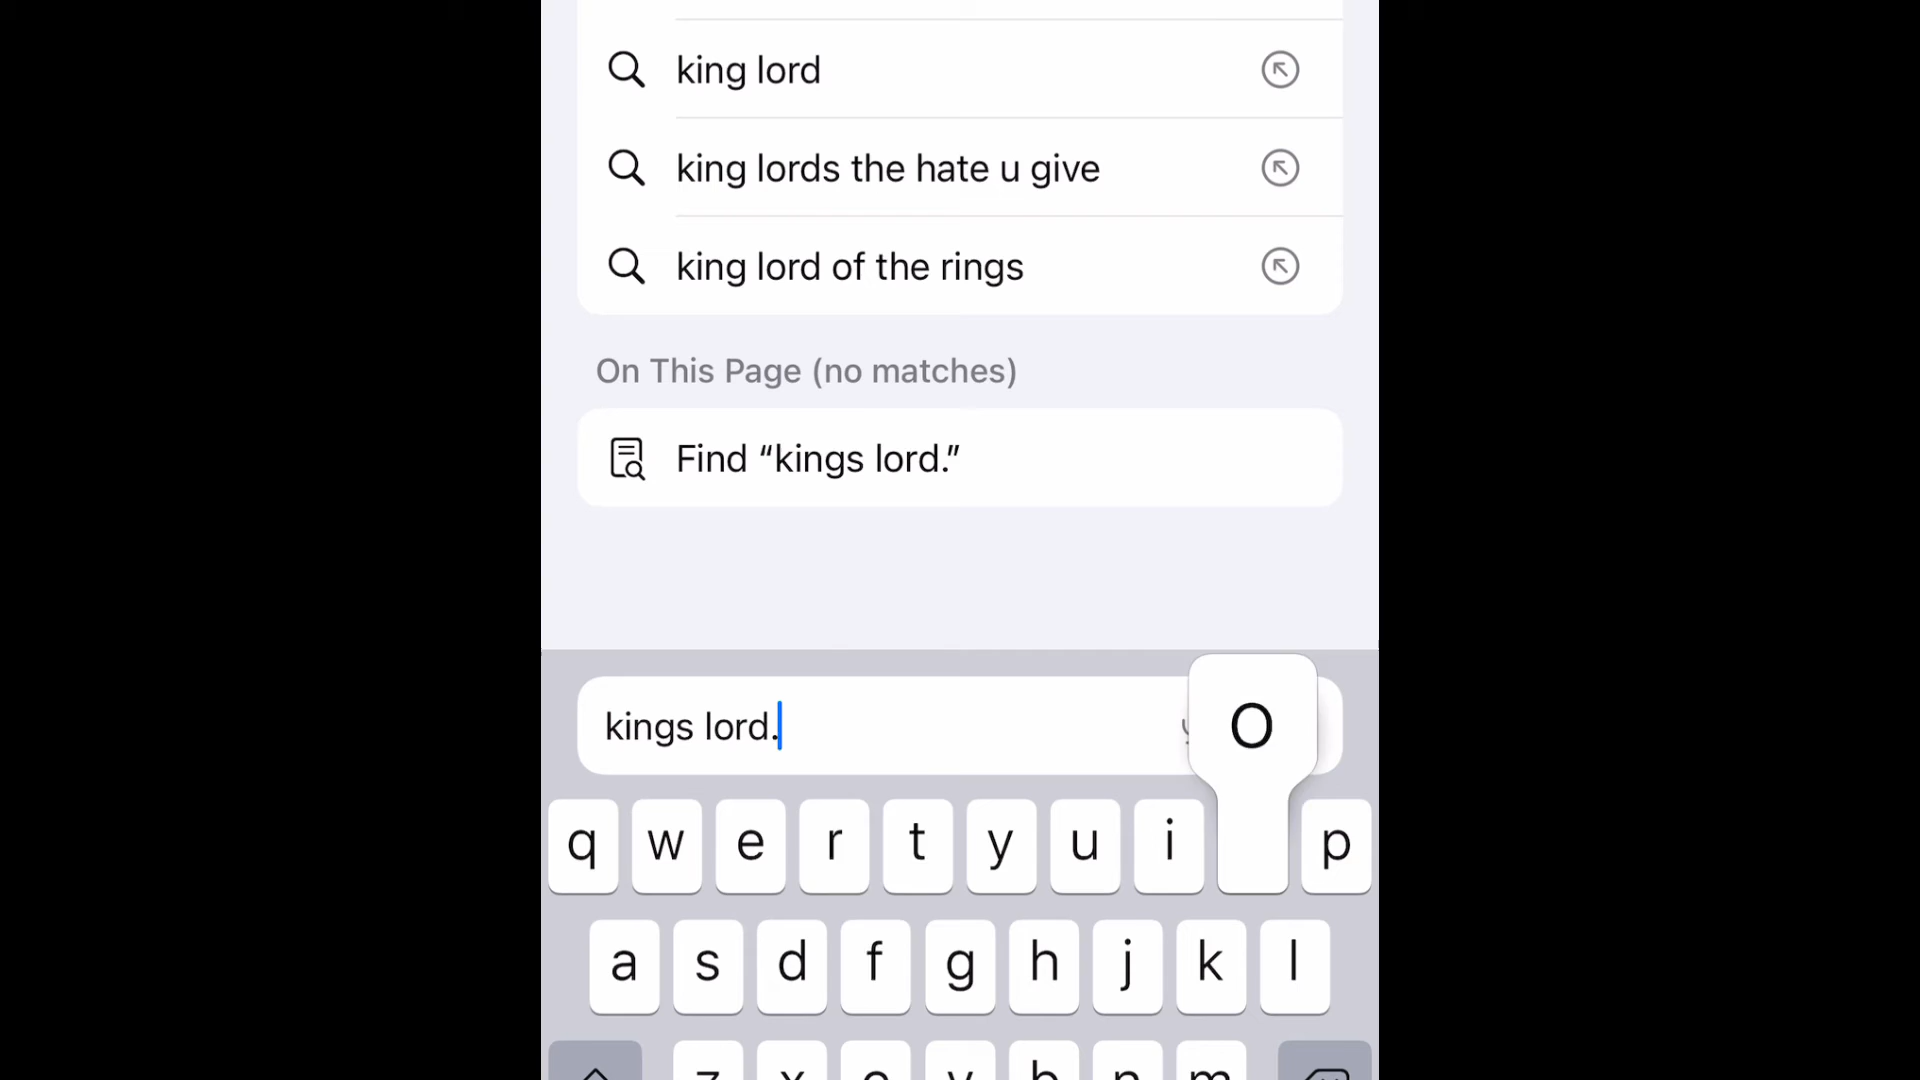 king lord
king lords the hate u give
king lord of the rings
On This Page (no matches)
Find “kings lord.”
kings lord.
O
q w e r t y u i p
a s d f g h j k l
z x c v b n m